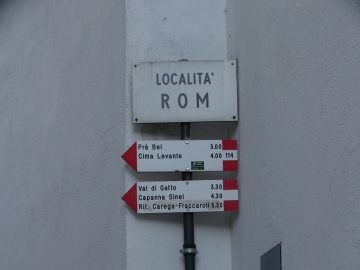 LOCALITA'
ROM
Prà Bel 3.00
Cima Levante 4.00 114
Val di Gatto 3.30
Capanna Sinel 4.30
Rif. Carega-Fraccaroli 5.30